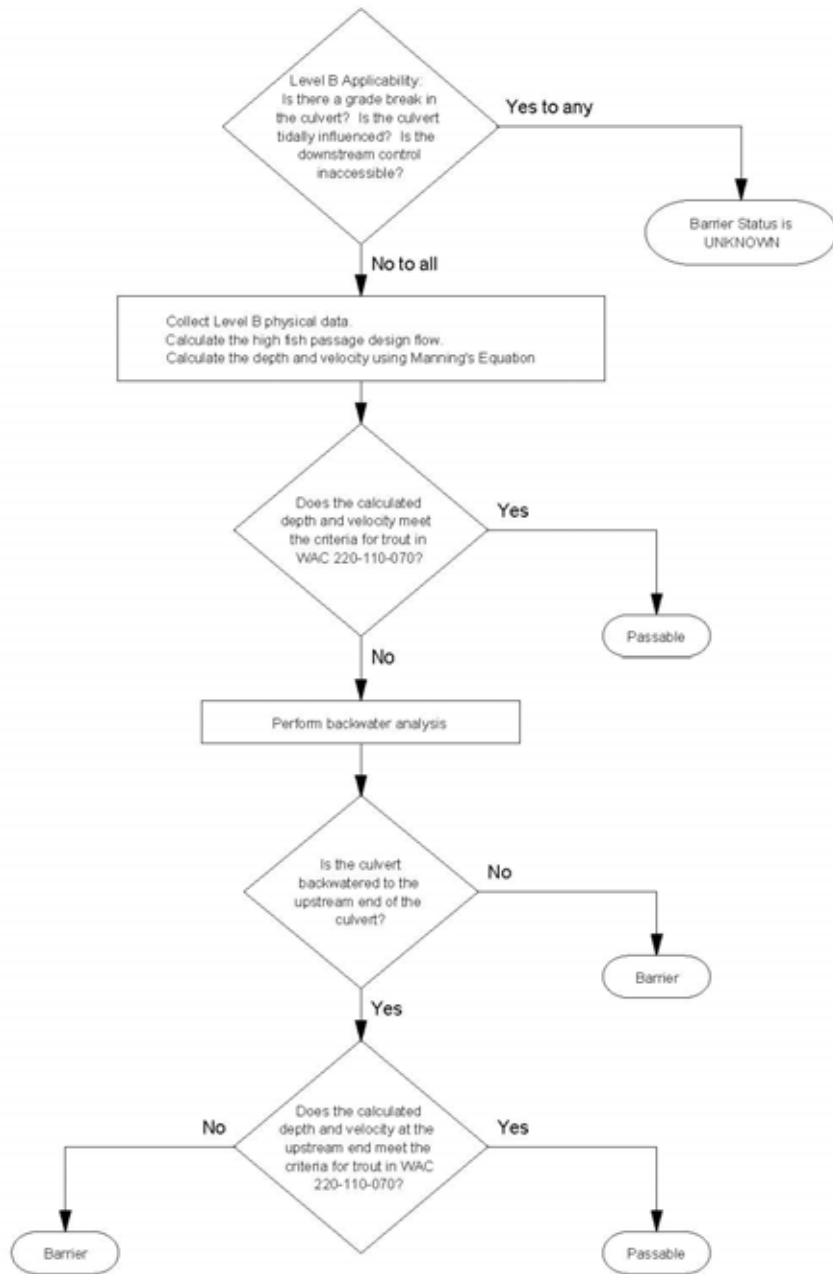 Level B Applicability:
Is there a grade break in
the culvert? Is the culvert
tidally influenced? Is the
downstream control
inaccessible?
Yes to any
Barrier Status is
UNKNOWN
No to all
Collect Level B physical data.
Calculate the high fish passage design flow.
Calculate the depth and velocity using Manning's Equation
Does the calculated
depth and velocity meet
the criteria for trout in
WAC 220-110-070?
Yes
Passable
No
Perform backwater analysis
Is the culvert
backwatered to the
upstream end of the
culvert?
No
Barrier
Yes
Does the calculated
depth and velocity at the
upstream end meet the
criteria for trout in WAC
220-110-070?
No
Yes
Barrier
Passable